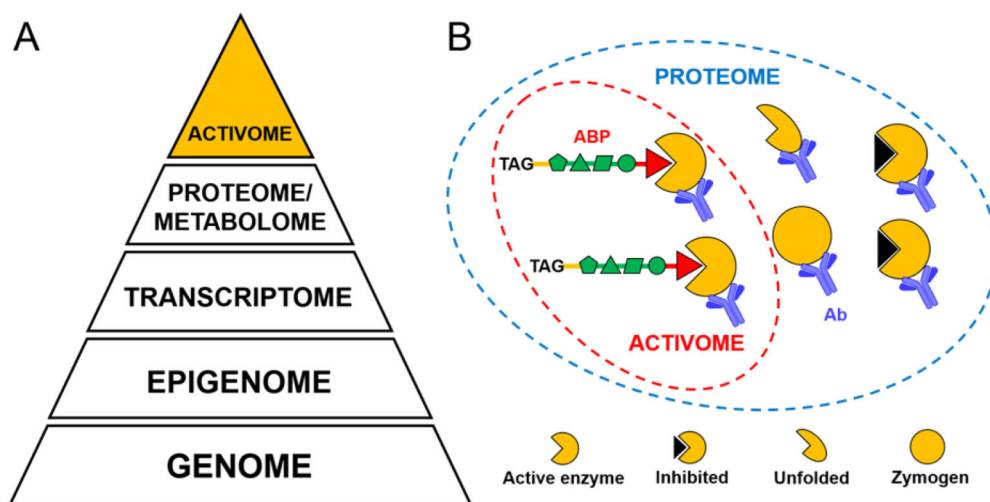 A
ACTIVOME
PROTEOME/
METABOLOME
TRANSCRIPTOME
EPIGENOME
GENOME
B
PROTEOME
ABP
TAG
TAG
Ab
ACTIVOME
Active enzyme
Inhibited
Unfolded
Zymogen